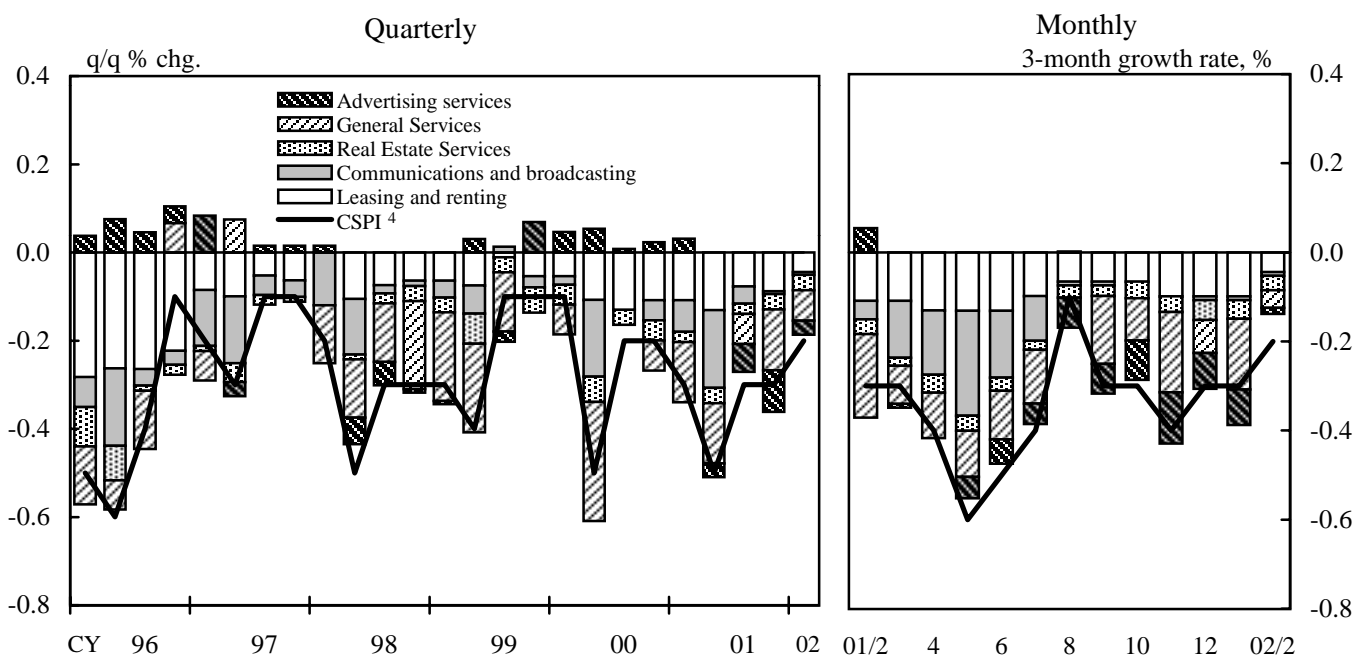 Quarterly
Monthly
q/q % chg.
3-month growth rate, %
0.4
0.2
0.0
-0.2
-0.4
-0.6
-0.8
Advertising services
General Services
Real Estate Services
Communications and broadcasting
Leasing and renting
CSPI 4
0.4
0.2
0.0
-0.2
-0.4
-0.6
-0.8
CY 96 97 98 99 00 01 02
01/2 4 6 8 10 12 02/2